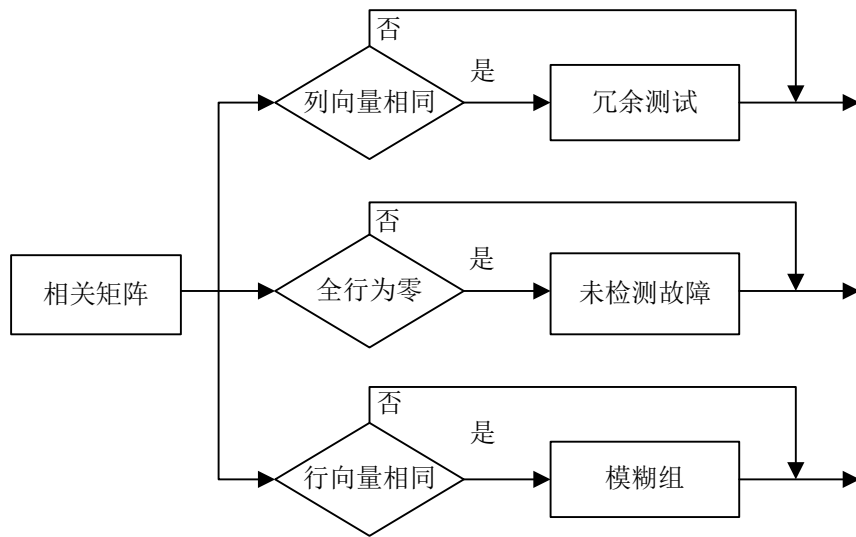 否
是
列向量相同
冗余测试
否
是
相关矩阵
全行为零
未检测故障
否
是
行向量相同
模糊组